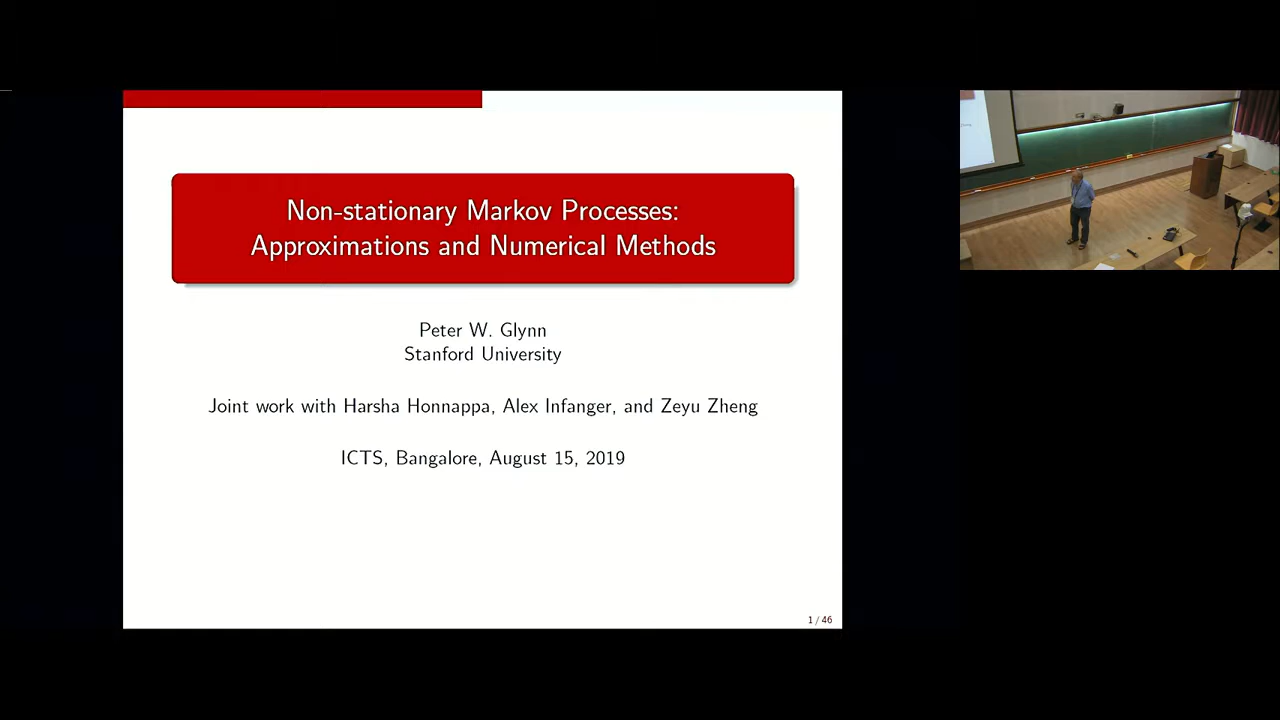 Non-stationary Markov Processes:
Approximations and Numerical Methods
Peter W. Glynn
Stanford University
Joint work with Harsha Honnappa, Alex Infanger, and Zeyu Zheng
ICTS, Bangalore, August 15, 2019
1 / 46